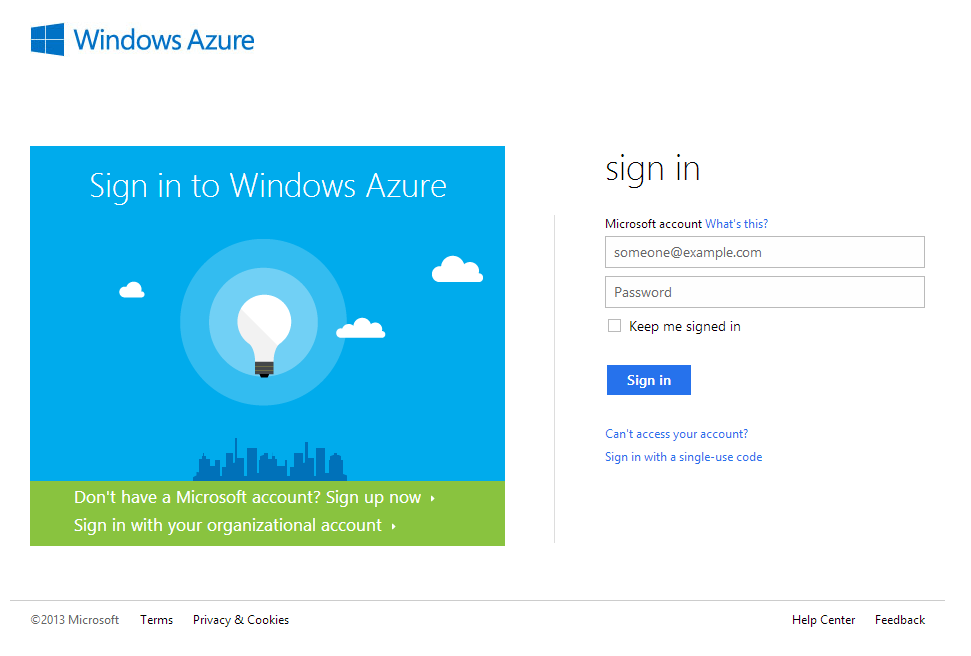 Windows Azure
Sign in to Windows Azure
Don't have a Microsoft account? Sign up now
Sign in with your organizational account
sign in
Microsoft account What's this?
someone@example.com
Password
Keep me signed in
Sign in
Can't access your account?
Sign in with a single-use code
©2013 Microsoft Terms Privacy & Cookies Help Center Feedback